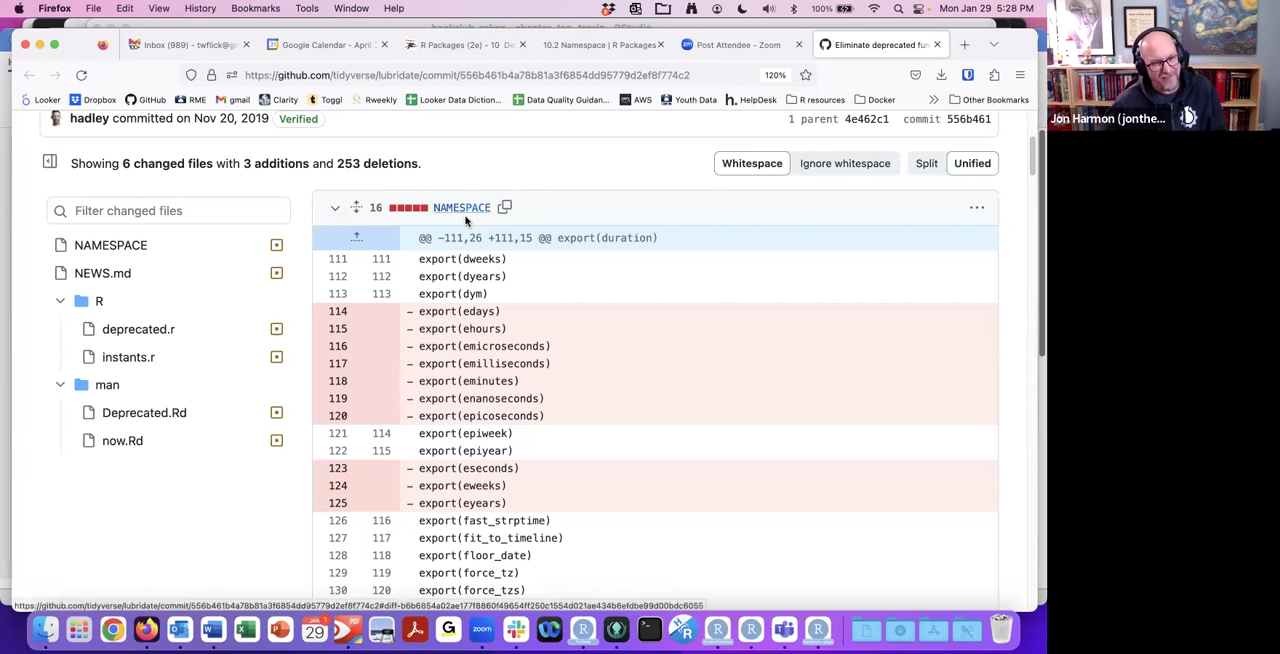 Firefox File Edit View History Bookmarks Tools Window Help
100% Mon Jan 29 5:28 PM
Inbox (989) - twflick@gr
Google Calendar - April
R Packages (2e) - 10 De
10.2 Namespace | R Packages
Post Attendee - Zoom
Eliminate deprecated fun
https://github.com/tidyverse/lubridate/commit/556b461b4a78b81a3f6854dd95779d2ef8f774c2
120%
Looker Dropbox GitHub RME gmail Clarity Toggl Rweekly Looker Data Diction... Data Quality Guidan... AWS Youth Data HelpDesk R resources Docker Other Bookmarks
hadley committed on Nov 20, 2019 Verified
1 parent 4e462c1 commit 556b461
Showing 6 changed files with 3 additions and 253 deletions.
Whitespace Ignore whitespace Split Unified
Filter changed files
NAMESPACE
NEWS.md
R
deprecated.r
instants.r
man
Deprecated.Rd
now.Rd
16 NAMESPACE
@@ -111,26 +111,15 @@ export(duration)
111 111 export(dweeks)
112 112 export(dyears)
113 113 export(dym)
114 - export(edays)
115 - export(ehours)
116 - export(emicroseconds)
117 - export(emilliseconds)
118 - export(eminutes)
119 - export(enanoseconds)
120 - export(epicoseconds)
121 114 export(epiweek)
122 115 export(epiyear)
123 - export(eseconds)
124 - export(eweeks)
125 - export(eyears)
126 116 export(fast_strptime)
127 117 export(fit_to_timeline)
128 118 export(floor_date)
129 119 export(force_tz)
130 120 export(force_tzs)
Jon Harmon (jonthe...
zoom